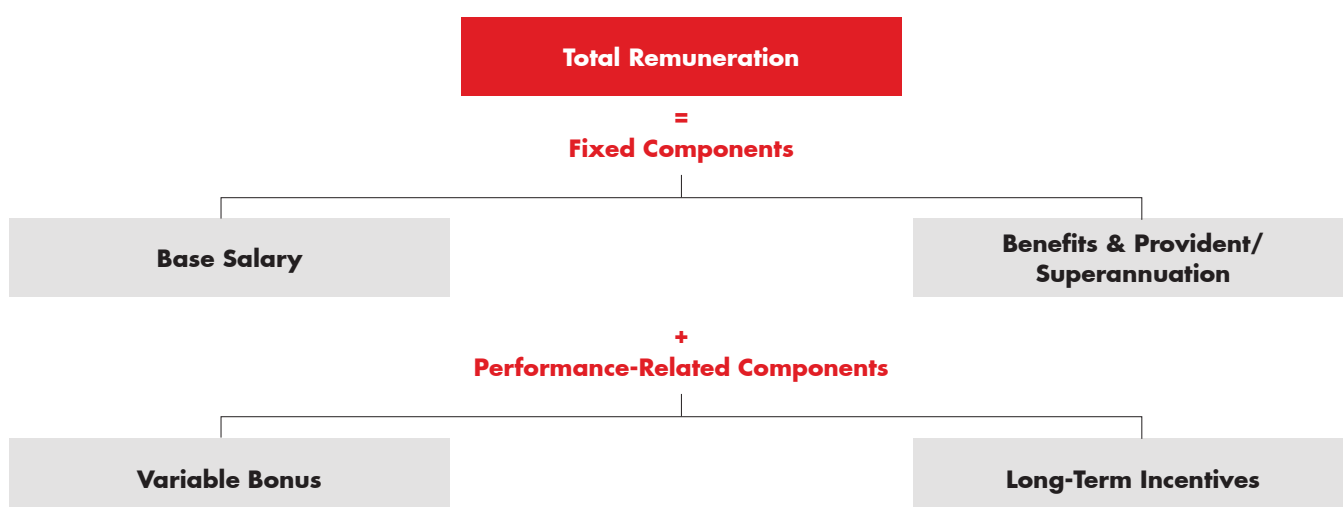 Total Remuneration
=
Fixed Components
Base Salary
Benefits & Provident/
Superannuation
+
Performance-Related Components
Variable Bonus
Long-Term Incentives